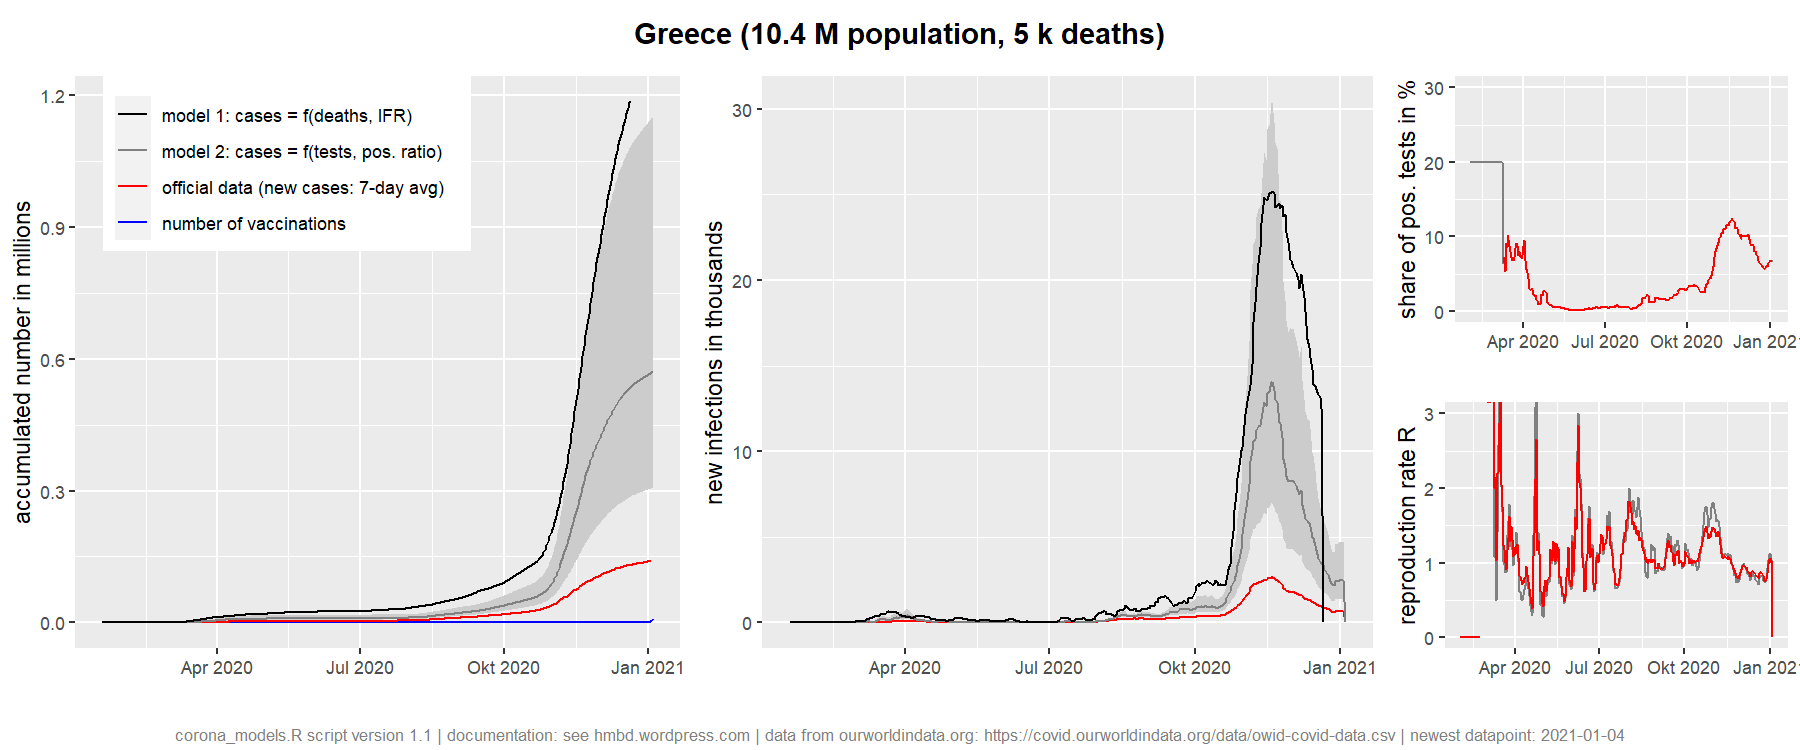 Greece (10.4 M population, 5 k deaths)
accumulated number in millions
1.2
0.9
0.6
0.3
0.0
model 1: cases = f(deaths, IFR)
model 2: cases = f(tests, pos. ratio)
official data (new cases: 7-day avg)
number of vaccinations
Apr 2020 Jul 2020 Okt 2020 Jan 2021
new infections in thousands
30
20
10
0
Apr 2020 Jul 2020 Okt 2020 Jan 2021
share of pos. tests in %
30
20
10
0
Apr 2020 Jul 2020 Okt 2020 Jan 2021
reproduction rate R
3
2
1
0
Apr 2020 Jul 2020 Okt 2020 Jan 2021
corona_models.R script version 1.1 | documentation: see hmbd.wordpress.com | data from ourworldindata.org: https://covid.ourworldindata.org/data/owid-covid-data.csv | newest datapoint: 2021-01-04